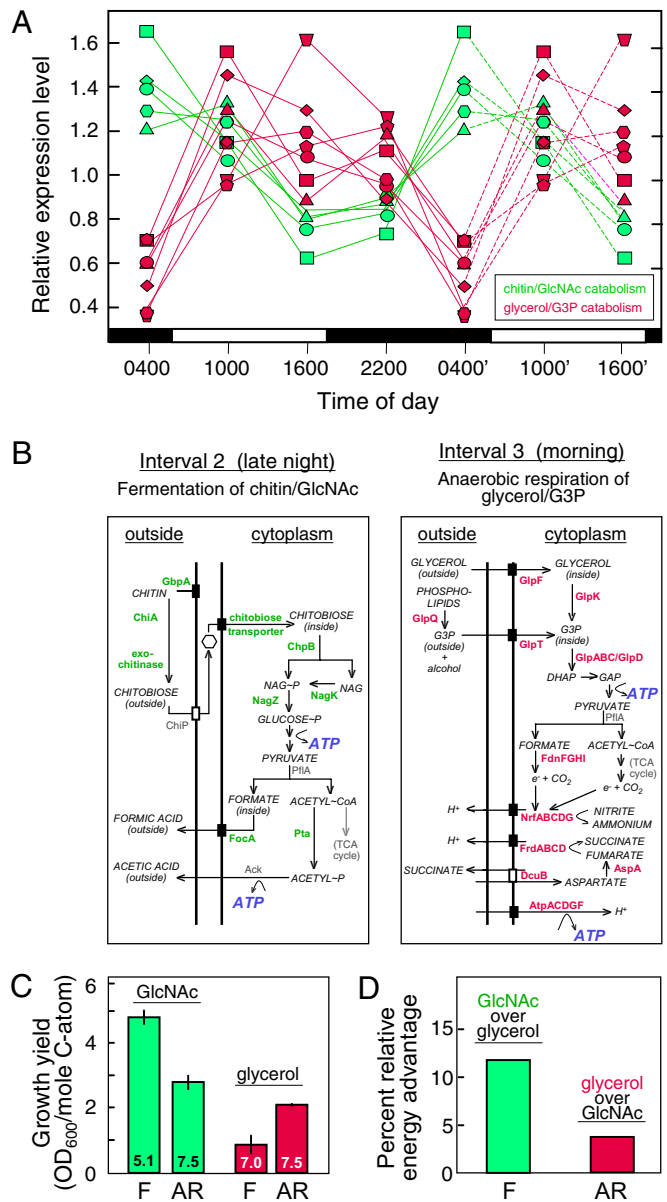 A
Relative expression level
1.6
1.4
1.2
1.0
0.8
0.6
0.4
chitin/GlcNAc catabolism
glycerol/G3P catabolism
0400 1000 1600 2200 0400' 1000' 1600'
Time of day
B
Interval 2 (late night)
Fermentation of chitin/GlcNAc
outside cytoplasm
GbpA
CHITIN
ChiA
exo-
chitinase
CHITOBIOSE
(outside)
ChiP
chitobiose
transporter
CHITOBIOSE
(inside)
ChpB
NAG~P
NAG
NagZ
NagK
GLUCOSE~P
ATP
PYRUVATE
PflA
FORMATE
(inside)
ACETYL~CoA
FORMIC ACID
(outside)
FocA
Pta
(TCA
cycle)
ACETIC ACID
(outside)
Ack
ACETYL~P
ATP
Interval 3 (morning)
Anaerobic respiration of
glycerol/G3P
outside cytoplasm
GLYCEROL
(outside)
GlpF
GLYCEROL
(inside)
PHOSPHO-
LIPIDS
GlpK
GlpQ
G3P
(outside)
+
alcohol
GlpT
G3P
(inside)
GlpABC/GlpD
DHAP GAP
ATP
PYRUVATE
PflA
FORMATE
ACETYL~CoA
FdnFGHI
(TCA
cycle)
e- + CO2
e- + CO2
H+
NrfABCDG
NITRITE
AMMONIUM
H+
FrdABCD
SUCCINATE
FUMARATE
AspA
SUCCINATE
DcuB
ASPARTATE
AtpACDGF
H+
ATP
C
Growth yield
(OD600/mole C-atom)
6
4
2
0
GlcNAc
glycerol
5.1 7.5 7.0 7.5
F AR F AR
D
Percent relative
energy advantage
15
10
5
0
GlcNAc
over
glycerol
glycerol
over
GlcNAc
F AR